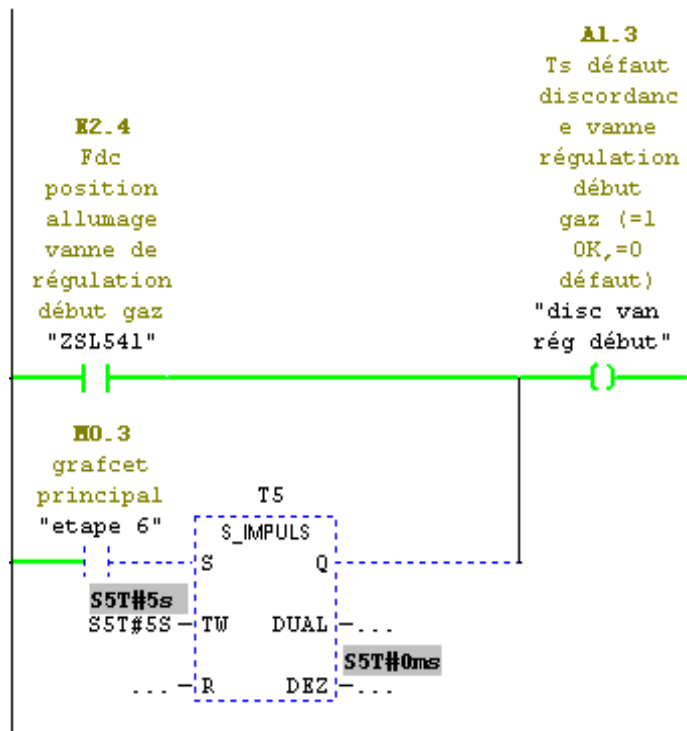 A1.3
Ts défaut
discordanc
e vanne
régulation
début
gaz (=1
OK,=0
défaut)
"disc van
rég début"
E2.4
Fdc
position
allumage
vanne de
régulation
début gaz
"ZSL541"
M0.3
grafcet
principal
"etape 6"
T5
S_IMPULS
S
Q
S5T#5s
S5T#5S
TW
DUAL
...
S5T#0ms
...
R
DEZ
...